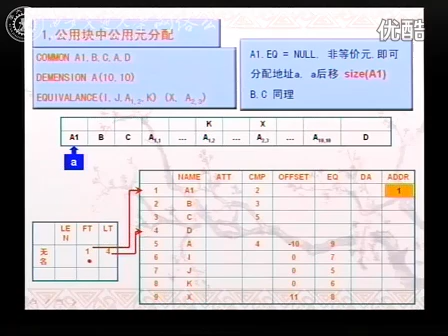 优酷
1.公用块中公用元分配
COMMON A1,B,C,A,D
DEMENSION A(10,10)
EQUIVALANCE(I,J,A1,2,K) (X, A2,3)
A1.EQ = NULL. 非等价元.即可
分配地址a. a后移 size(A1)
B.C 同理
K X
A1 B C A1,1 ... A1,2 ... A2,3 ... A10,10 D
a
NAME ATT CMP OFFSET EQ DA ADDR
1 A1 2 1
2 B 3
3 C 5
4 D
5 A 4 -10 9
6 I 0 7
7 J 0 5
8 K 0 6
9 X 11 8
LEN FT LT
无名 1 4